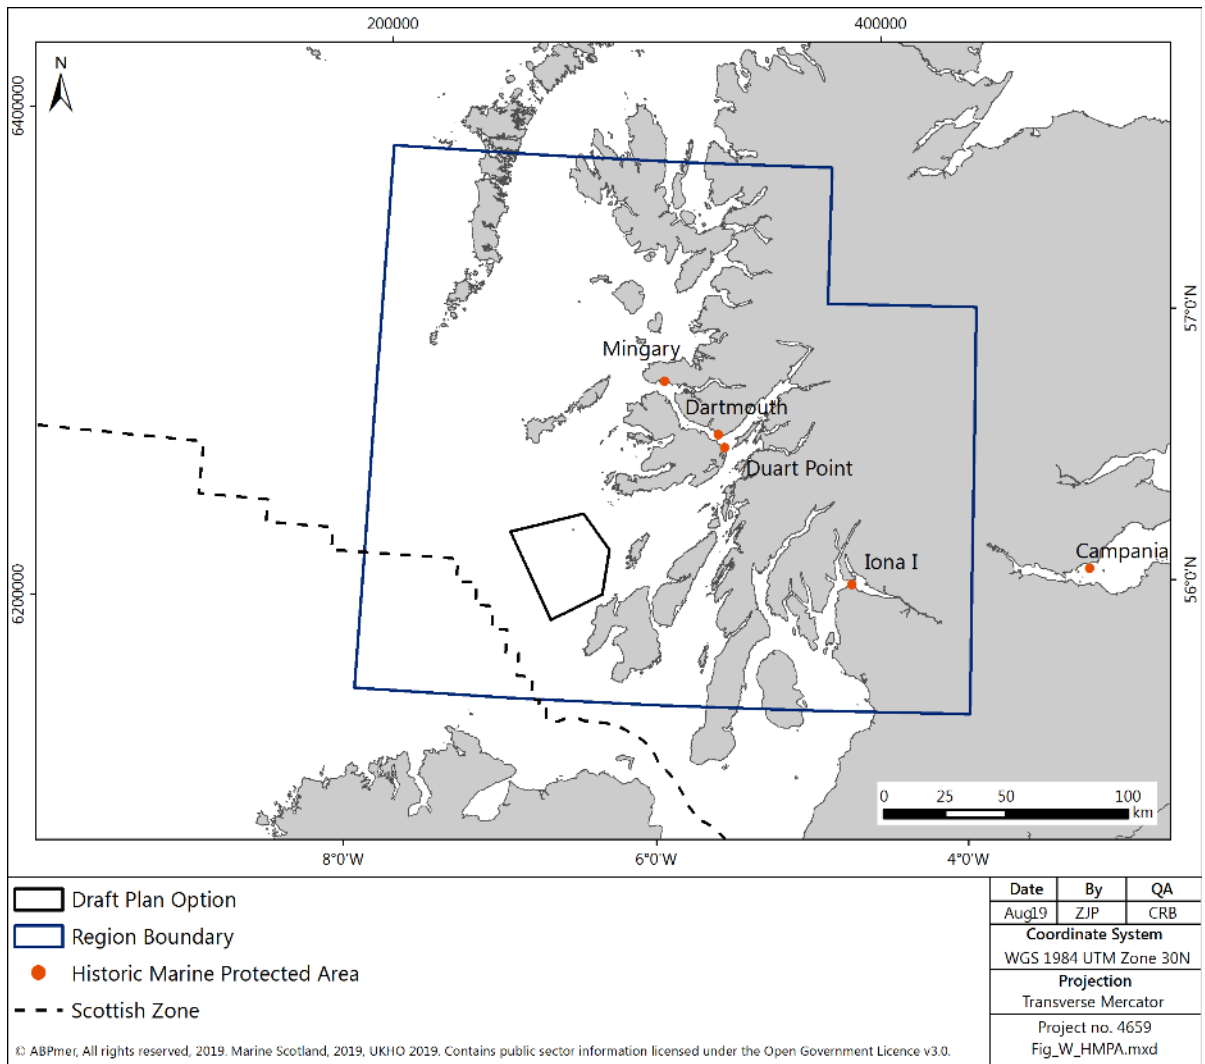 200000
400000
N
6400000
57°0'N
Mingary
Dartmouth
Duart Point
Iona I
Campania
56°0'N
6200000
0
25
50
100
km
8°0'W
6°0'W
4°0'W
Draft Plan Option
Region Boundary
Historic Marine Protected Area
Scottish Zone
© ABPmer, All rights reserved, 2019. Marine Scotland, 2019, UKHO 2019. Contains public sector information licensed under the Open Government Licence v3.0.
Date By QA
Aug19 ZJP CRB
Coordinate System
WGS 1984 UTM Zone 30N
Projection
Transverse Mercator
Project no. 4659
Fig_W_HMPA.mxd